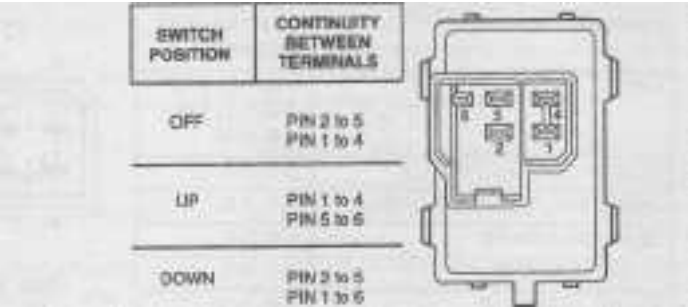 SWITCH POSITION
CONTINUITY BETWEEN TERMINALS
OFF
PIN 2 to 5
PIN 1 to 4
UP
PIN 1 to 4
PIN 5 to 6
DOWN
PIN 2 to 5
PIN 1 to 6
6 5 4
2 1